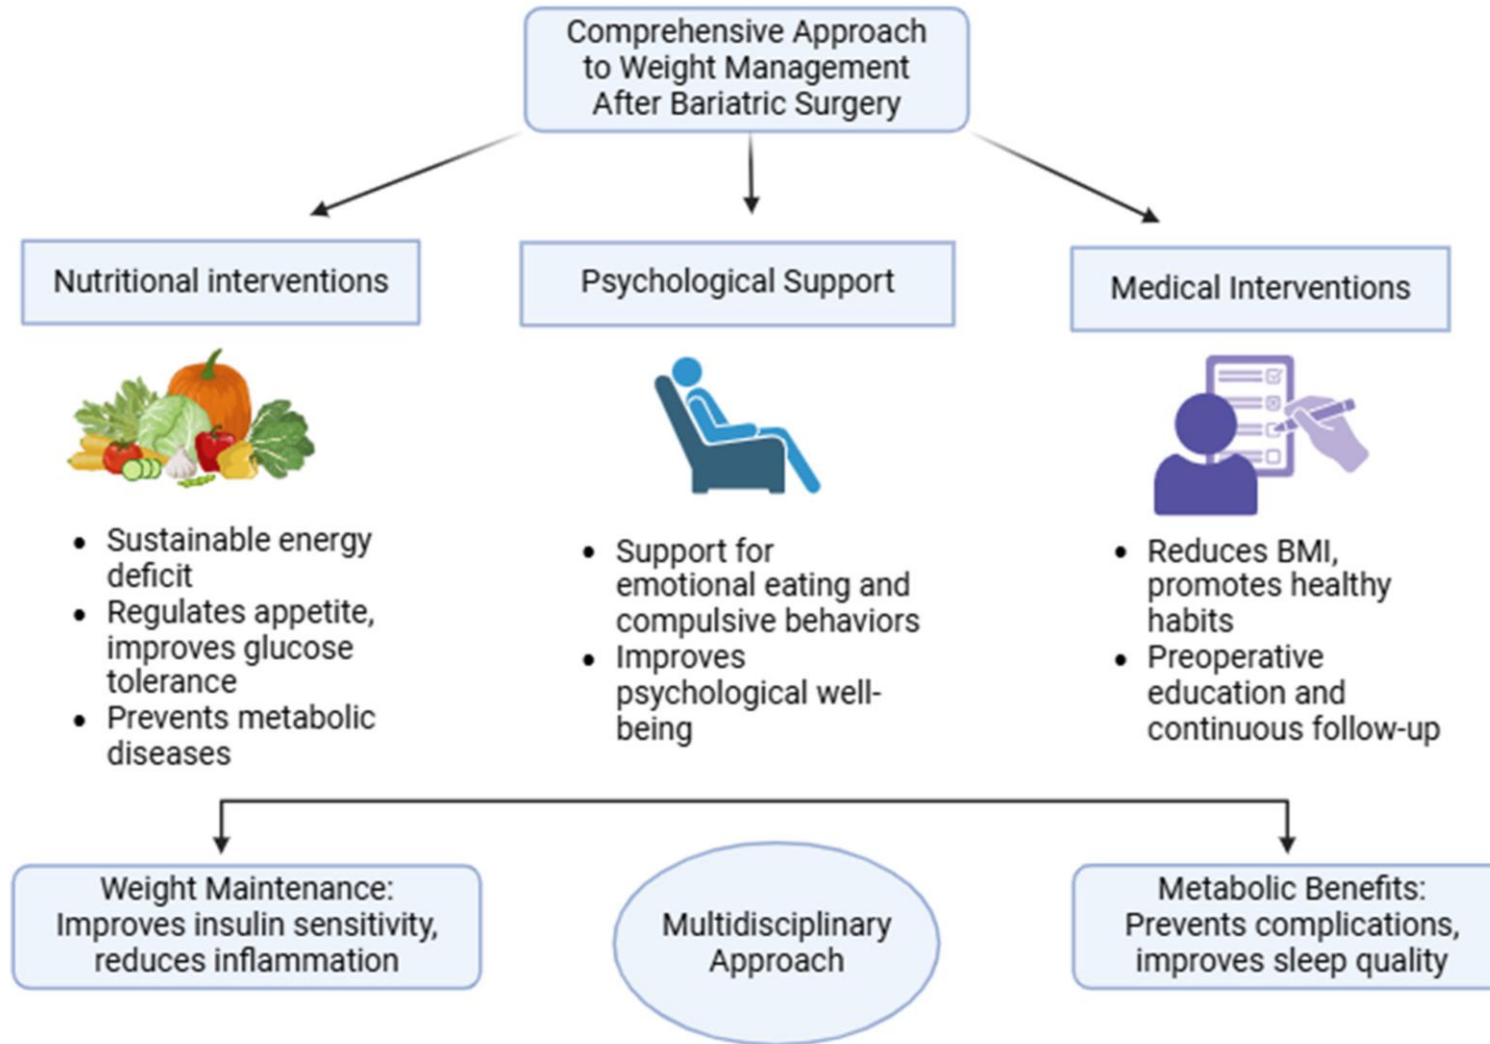 Comprehensive Approach
to Weight Management
After Bariatric Surgery
Nutritional interventions
Psychological Support
Medical Interventions
• Sustainable energy
deficit
• Regulates appetite,
improves glucose
tolerance
• Prevents metabolic
diseases
• Support for
emotional eating and
compulsive behaviors
• Improves
psychological well-
being
• Reduces BMI,
promotes healthy
habits
• Preoperative
education and
continuous follow-up
Weight Maintenance:
Improves insulin sensitivity,
reduces inflammation
Multidisciplinary
Approach
Metabolic Benefits:
Prevents complications,
improves sleep quality